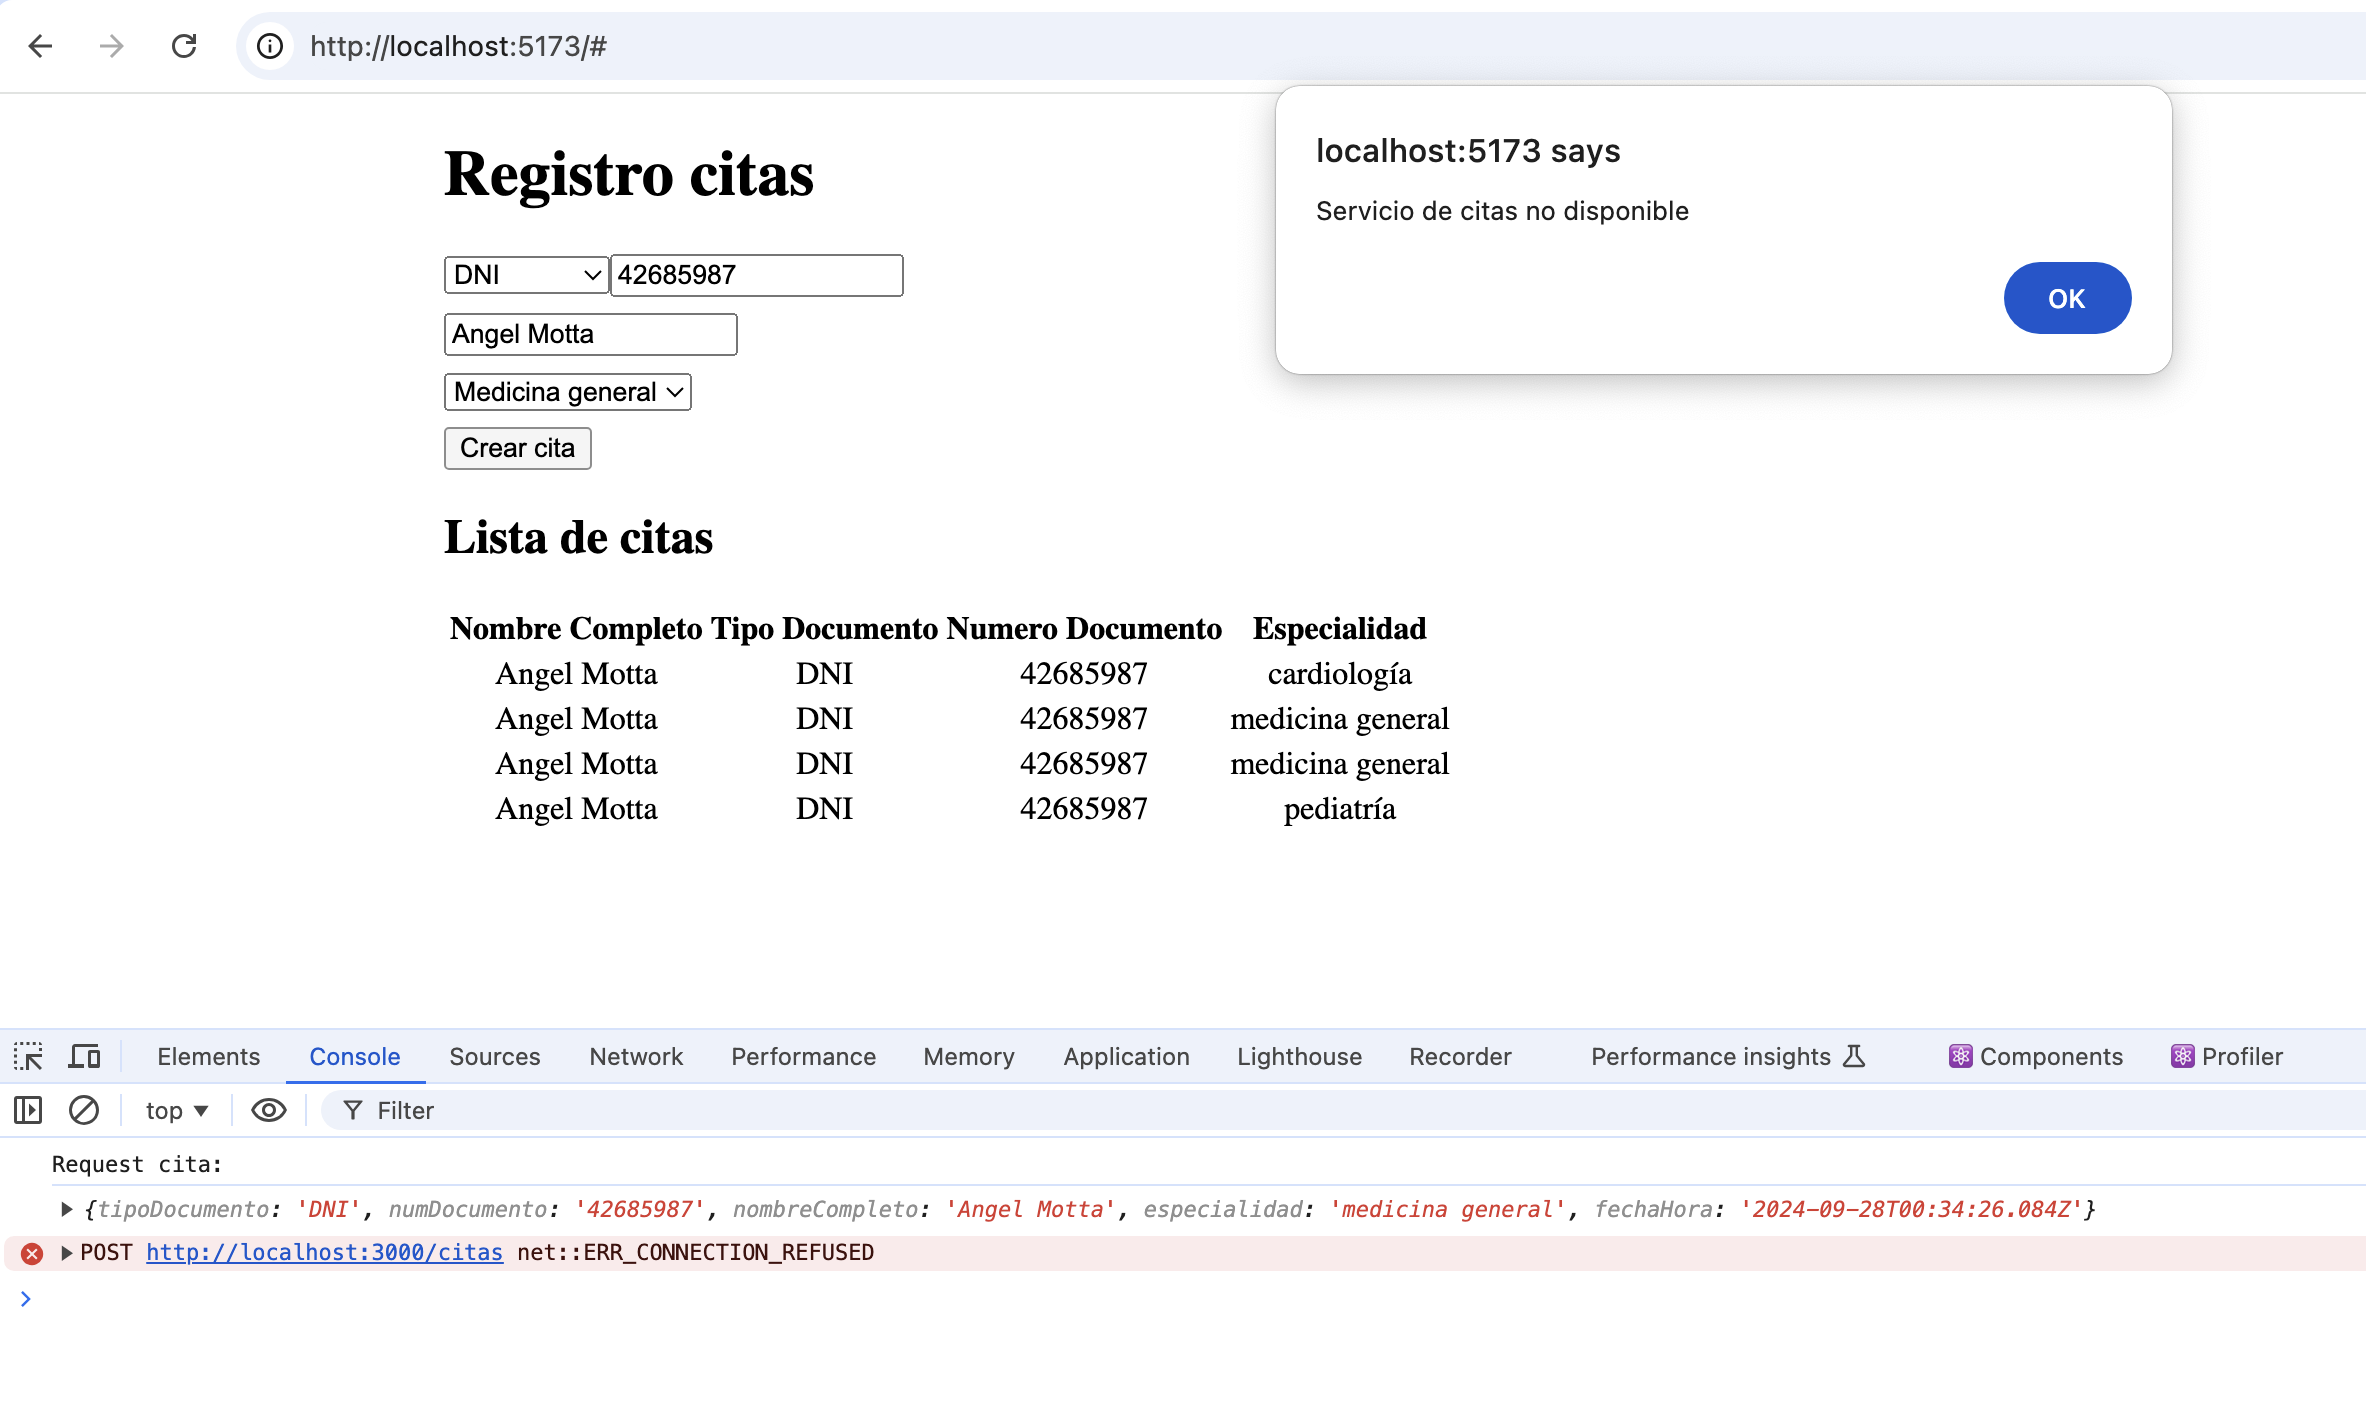 http://localhost:5173/#
localhost:5173 says
Servicio de citas no disponible
OK
Registro citas
DNI 42685987
Angel Motta
Medicina general
Crear cita
Lista de citas
Nombre Completo Tipo Documento Numero Documento Especialidad
Angel Motta DNI 42685987 cardiología
Angel Motta DNI 42685987 medicina general
Angel Motta DNI 42685987 medicina general
Angel Motta DNI 42685987 pediatría
Elements Console Sources Network Performance Memory Application Lighthouse Recorder Performance insights Components Profiler
top Filter
Request cita:
{tipoDocumento: 'DNI', numDocumento: '42685987', nombreCompleto: 'Angel Motta', especialidad: 'medicina general', fechaHora: '2024-09-28T00:34:26.084Z'}
POST http://localhost:3000/citas net::ERR_CONNECTION_REFUSED